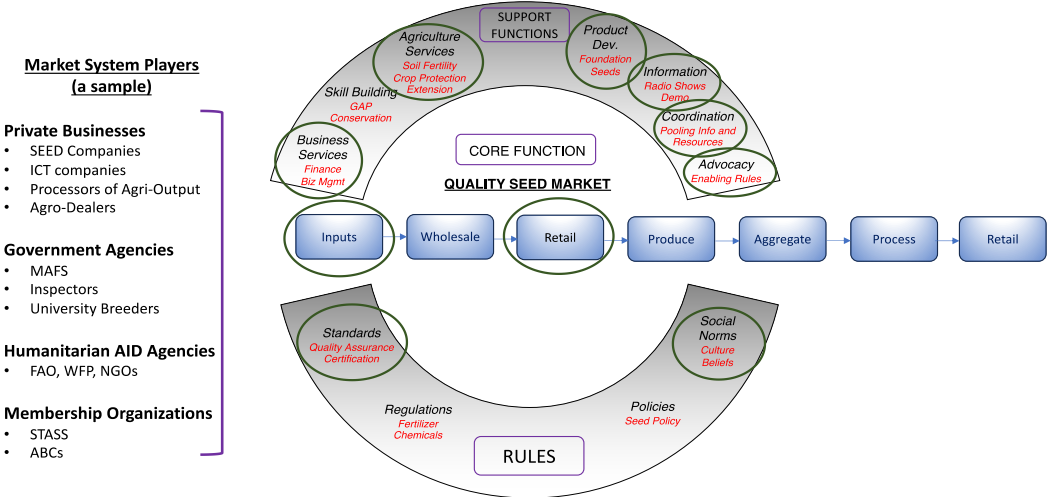 Market System Players
(a sample)
Private Businesses
• SEED Companies
• ICT companies
• Processors of Agri-Output
• Agro-Dealers
Government Agencies
• MAFS
• Inspectors
• University Breeders
Humanitarian AID Agencies
• FAO, WFP, NGOs
Membership Organizations
• STASS
• ABCs
SUPPORT
FUNCTIONS
Business
Services
Finance
Biz Mgmt
Skill Building
GAP
Conservation
Agriculture
Services
Soil Fertility
Crop Protection
Extension
Product
Dev.
Foundation
Seeds
Information
Radio Shows
Demo
Coordination
Pooling Info and
Resources
Advocacy
Enabling Rules
CORE FUNCTION
QUALITY SEED MARKET
Inputs
Wholesale
Retail
Produce
Aggregate
Process
Retail
Standards
Quality Assurance
Certification
Regulations
Fertilizer
Chemicals
Policies
Seed Policy
Social
Norms
Culture
Beliefs
RULES